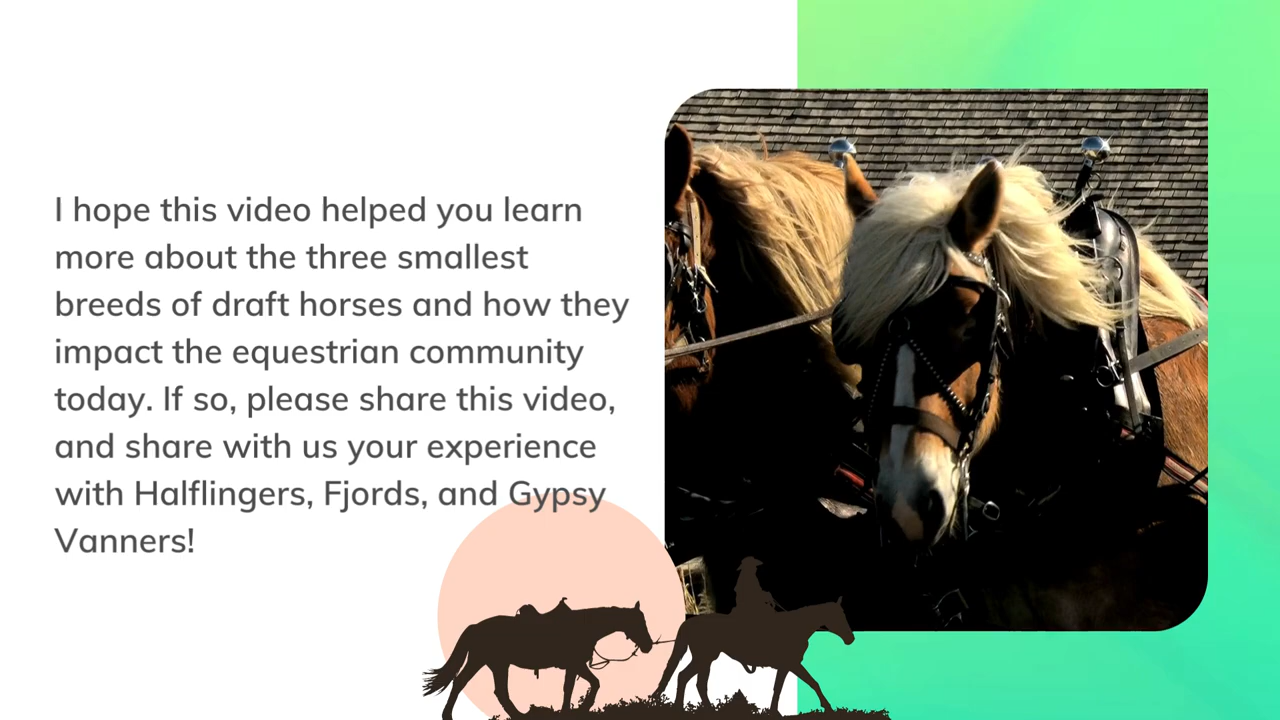 I hope this video helped you learn
more about the three smallest
breeds of draft horses and how they
impact the equestrian community
today. If so, please share this video,
and share with us your experience
with Halflingers, Fjords, and Gypsy
Vanners!